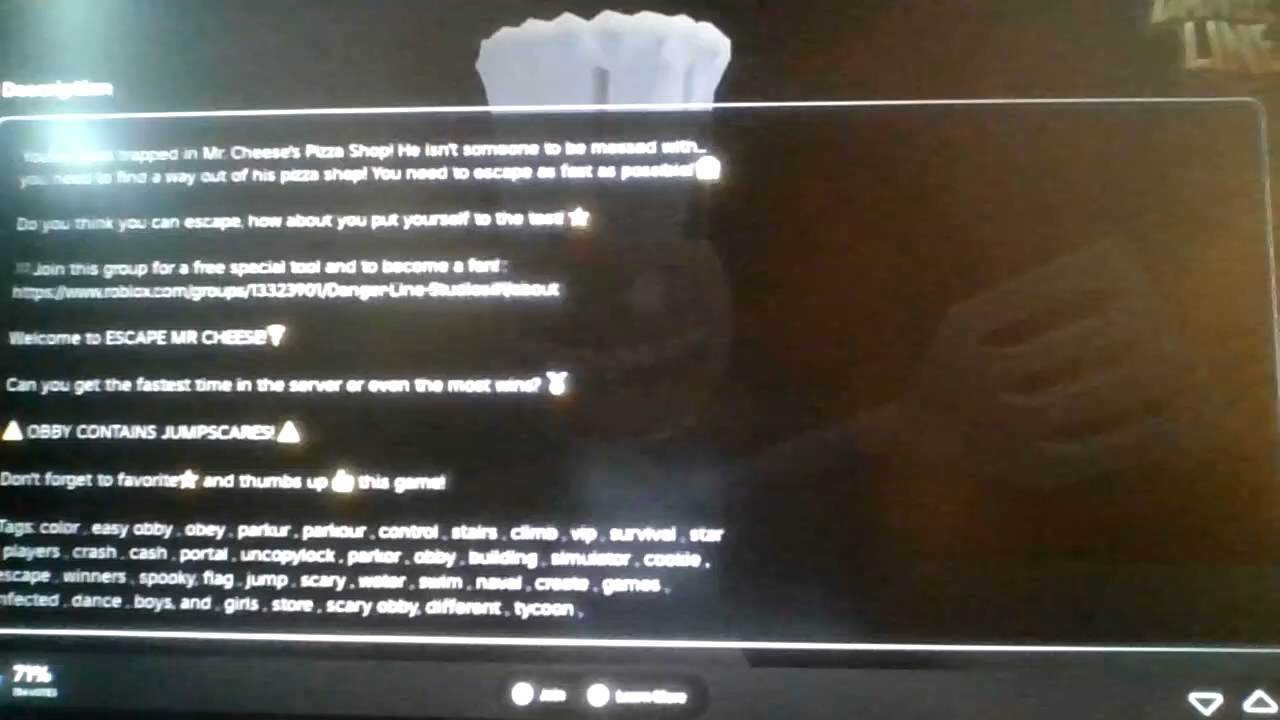 LINE
Description
trapped in Mr. Cheese's Pizza Shop! He isn't someone to be messed with...
you need to find a way out of his pizza shop! You need to escape as fast as possible!
Do you think you can escape, how about you put yourself to the test!
Join this group for a free special tool and to become a fan!:
https://www.roblox.com/groups/13323901/Danger-Line-Studios#!/about
Welcome to ESCAPE MR CHEESE!
Can you get the fastest time in the server or even the most wins?
OBBY CONTAINS JUMPSCARES!
Don't forget to favorite and thumbs up this game!
Tags: color , easy obby , obey , parkur , parkour , control , stairs , climb , vip , survival , star
players , crash , cash , portal , uncopylock , parkor , obby , building , simulator , cookie ,
escape , winners , spooky, flag , jump , scary , water , swim , naval , create , games ,
nfected , dance , boys, and , girls , store , scary obby, different , tycoon ,
71%
Join
Learn More